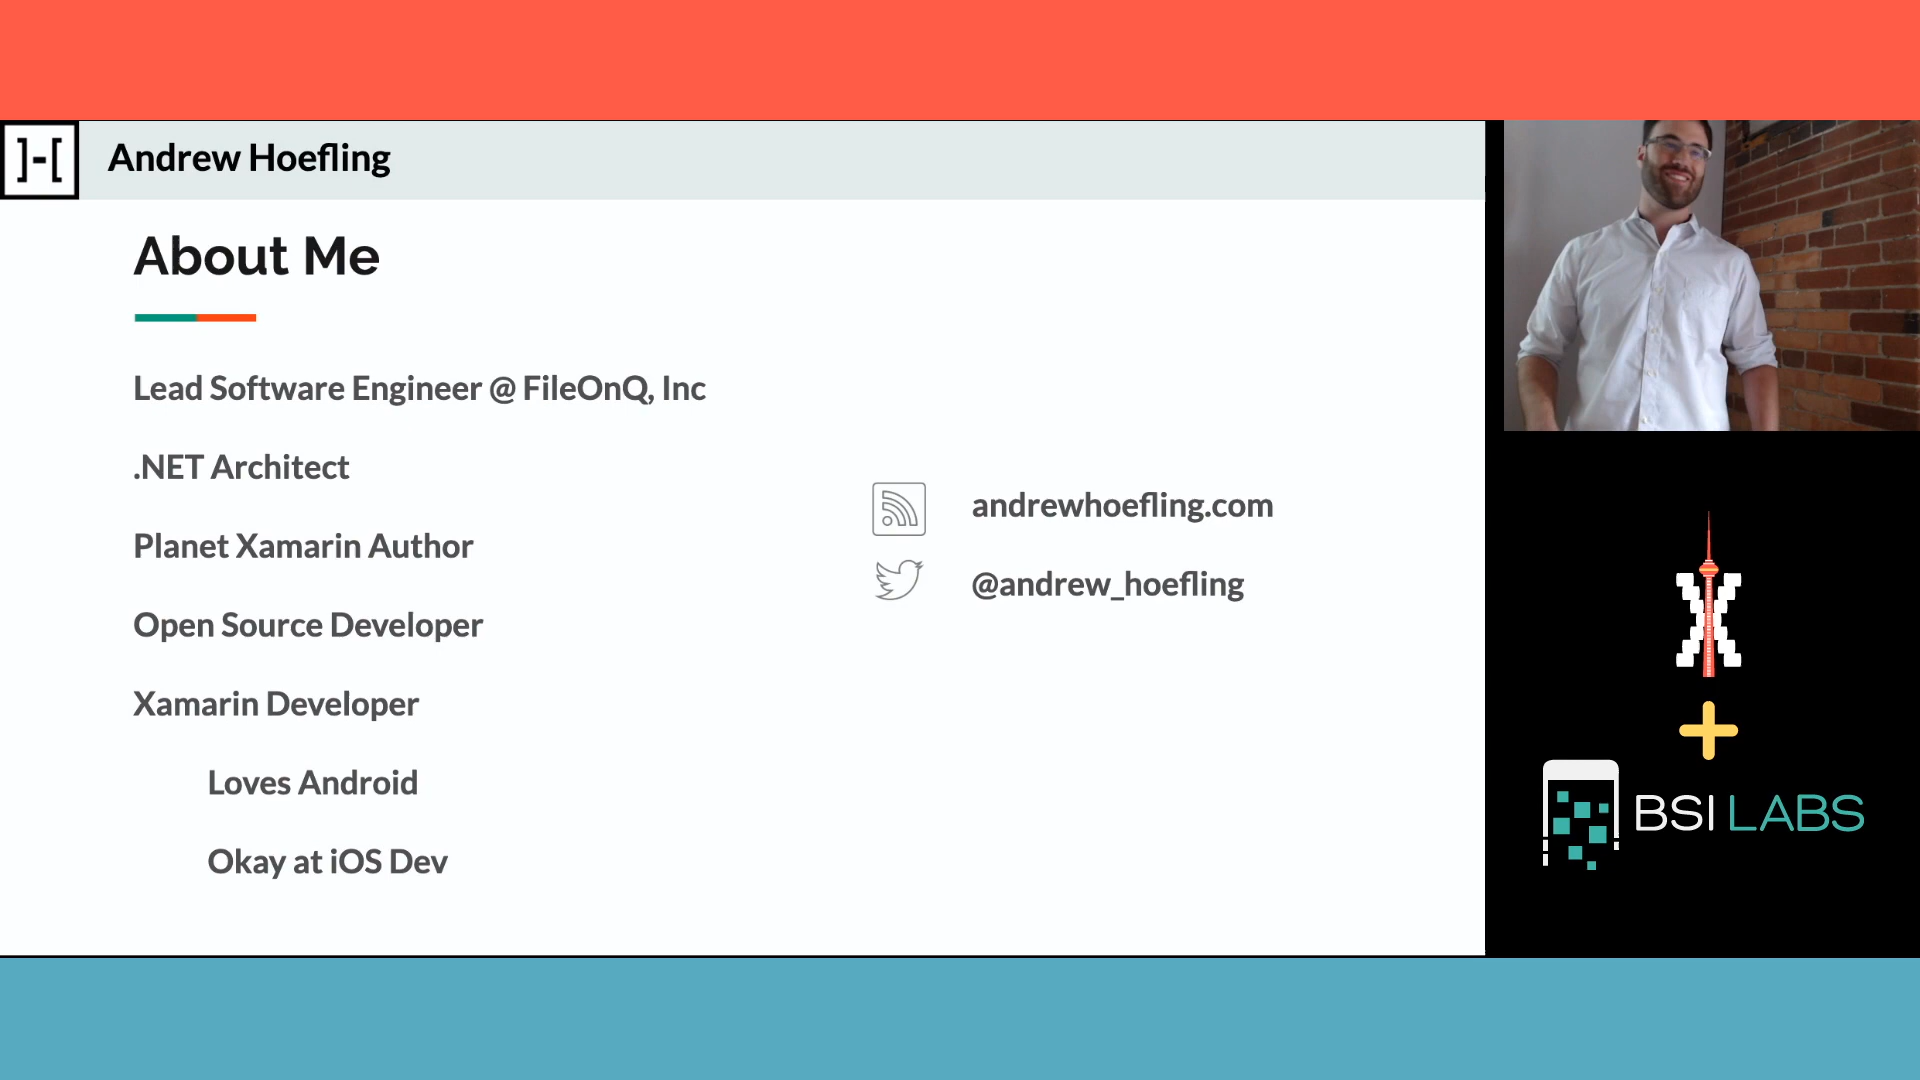 ]-[
Andrew Hoefling
About Me
Lead Software Engineer @ FileOnQ, Inc
.NET Architect
Planet Xamarin Author
Open Source Developer
Xamarin Developer
Loves Android
Okay at iOS Dev
andrewhoefling.com
@andrew_hoefling
X
+
BSI LABS